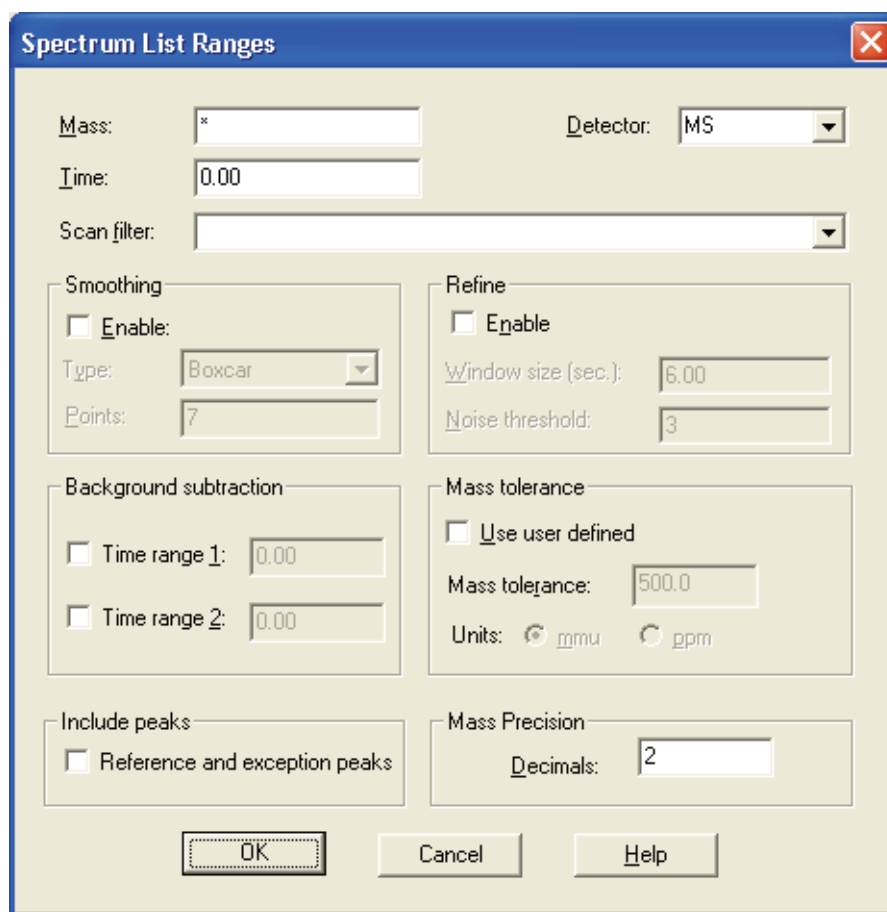 Spectrum List Ranges
Mass: * Detector: MS
Time: 0.00
Scan filter:
Smoothing
Enable:
Type: Boxcar
Points: 7
Refine
Enable
Window size (sec.): 6.00
Noise threshold: 3
Background subtraction
Time range 1: 0.00
Time range 2: 0.00
Mass tolerance
Use user defined
Mass tolerance: 500.0
Units: mmu ppm
Include peaks
Reference and exception peaks
Mass Precision
Decimals: 2
OK Cancel Help